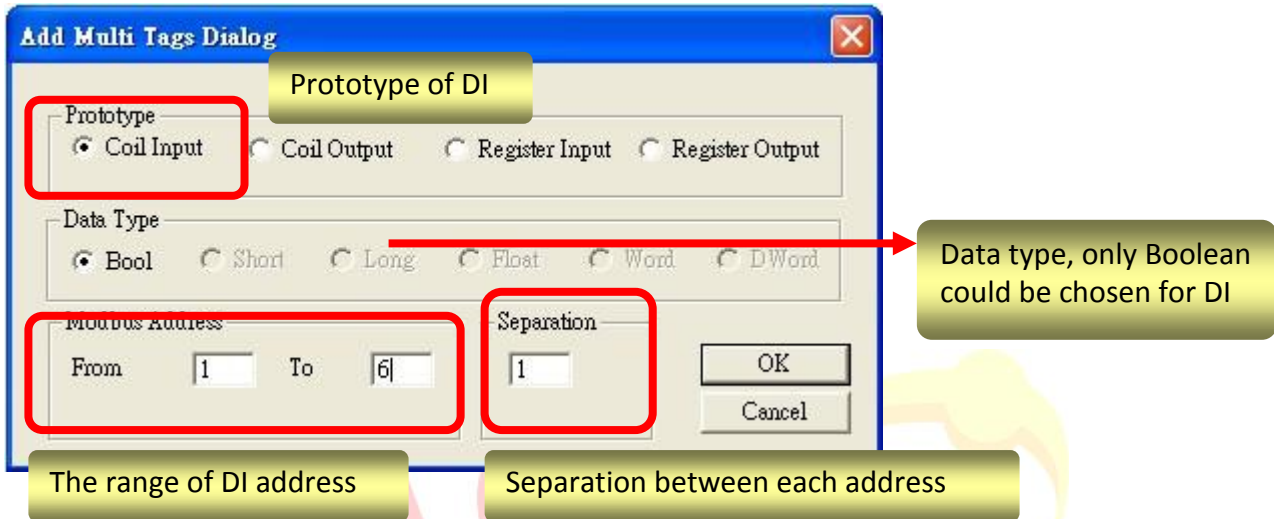 Add Multi Tags Dialog
Prototype of DI
Prototype
Coil Input Coil Output Register Input Register Output
Data Type
Bool Short Long Float Word DWord
Data type, only Boolean
could be chosen for DI
Modbus Address
Separation
From 1 To 6
1
OK
Cancel
The range of DI address
Separation between each address